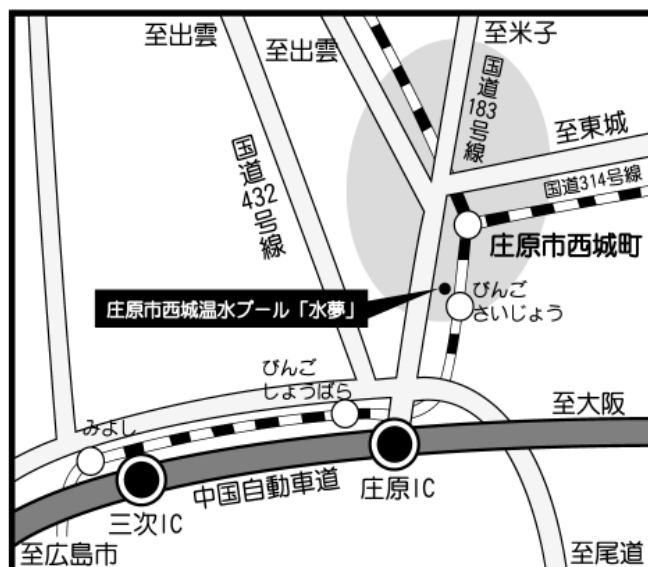 至出雲
至出雲
至米子
国道183号線
至東城
国道432号線
国道314号線
庄原市西城町
庄原市西城温水プール「水夢」
びんご
さいじょう
びんご
しょうばら
みよし
至大阪
中国自動車道
庄原IC
三次IC
至広島市
至尾道